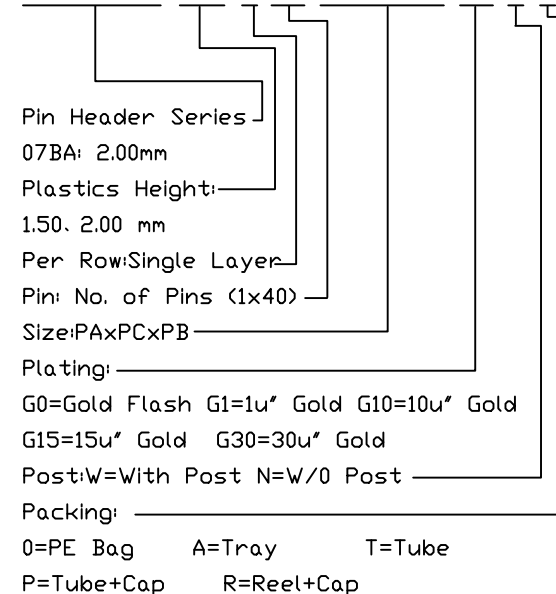 Pin Header Series
07BA: 2.00mm
Plastics Height:
1.50、2.00 mm
Per Row:Single Layer
Pin: No. of Pins (1x40)
Size:PAxPCxPB
Plating:
G0=Gold Flash G1=1u" Gold G10=10u" Gold
G15=15u" Gold G30=30u" Gold
Post:W=With Post N=W/O Post
Packing:
0=PE Bag A=Tray T=Tube
P=Tube+Cap R=Reel+Cap